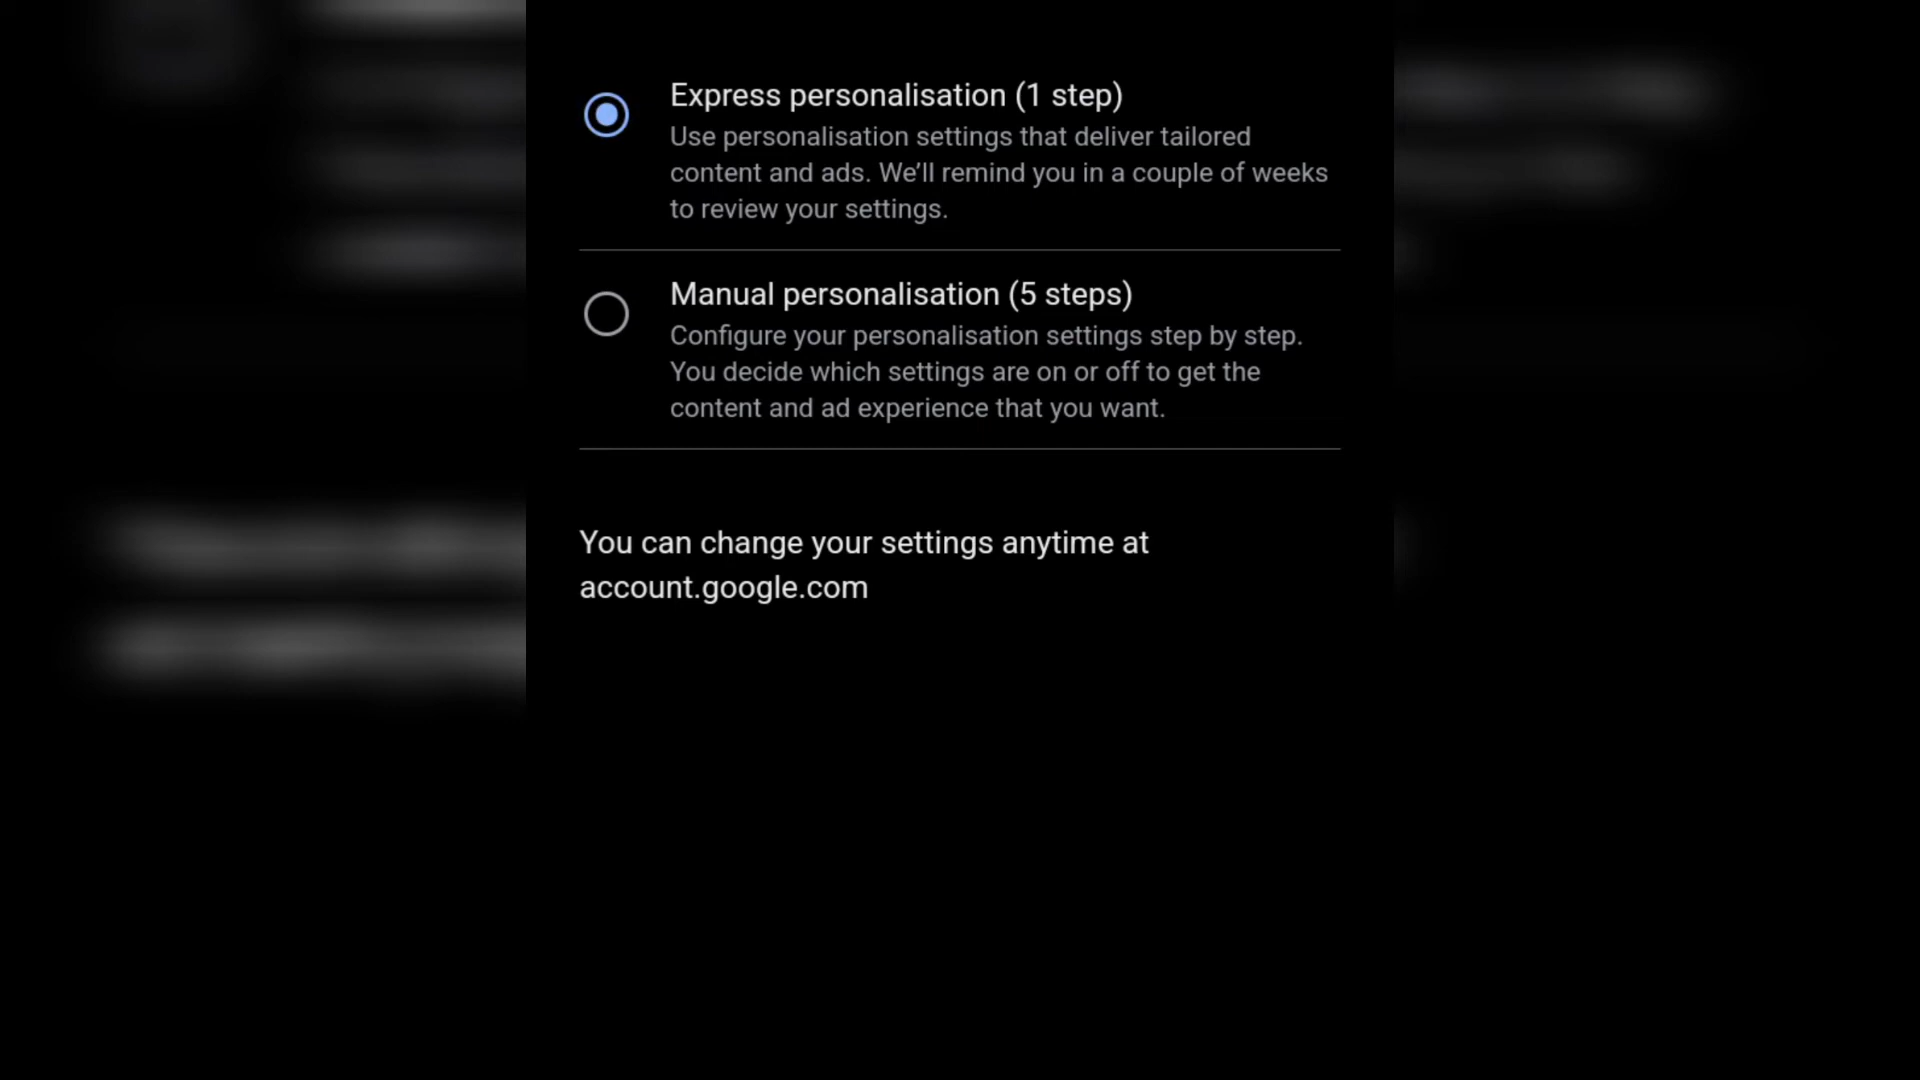 Express personalisation (1 step)
Use personalisation settings that deliver tailored
content and ads. We’ll remind you in a couple of weeks
to review your settings.
Manual personalisation (5 steps)
Configure your personalisation settings step by step.
You decide which settings are on or off to get the
content and ad experience that you want.
You can change your settings anytime at
account.google.com